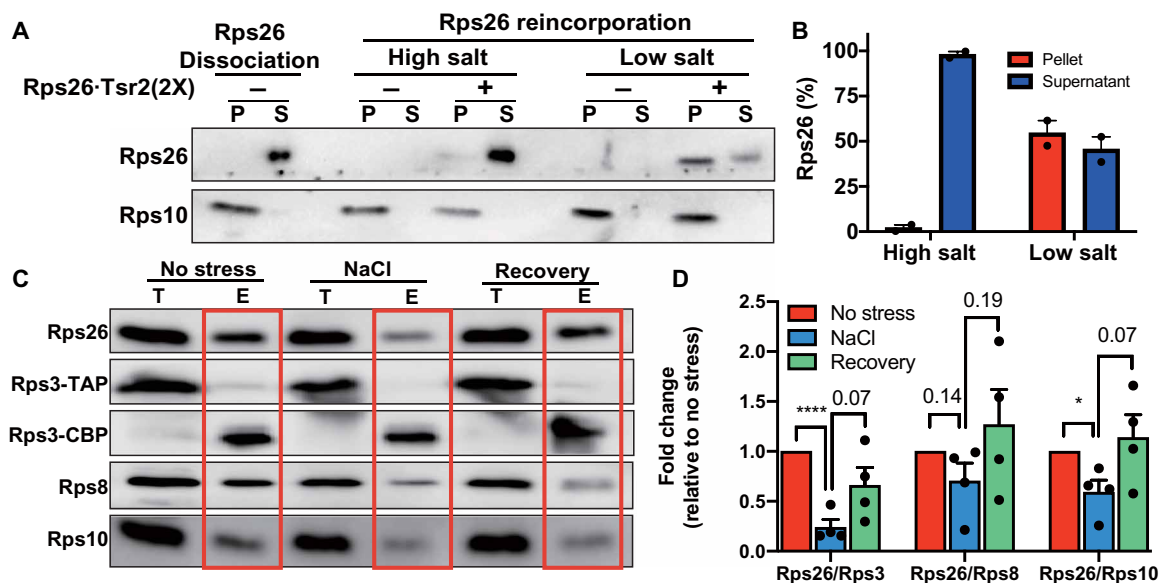 A
Rps26
Dissociation
Rps26 reincorporation
High salt
Low salt
Rps26·Tsr2(2X)
–
–
+
–
+
P S P S P S P S P S
Rps26
Rps10
B
Rps26 (%)
100
75
50
25
0
Pellet
Supernatant
High salt
Low salt
C
No stress
NaCl
Recovery
T E T E T E
Rps26
Rps3-TAP
Rps3-CBP
Rps8
Rps10
D
Fold change
(relative to no stress)
2.5
2.0
1.5
1.0
0.5
0.0
No stress
NaCl
Recovery
****
0.07
0.14
0.19
*
0.07
Rps26/Rps3
Rps26/Rps8
Rps26/Rps10